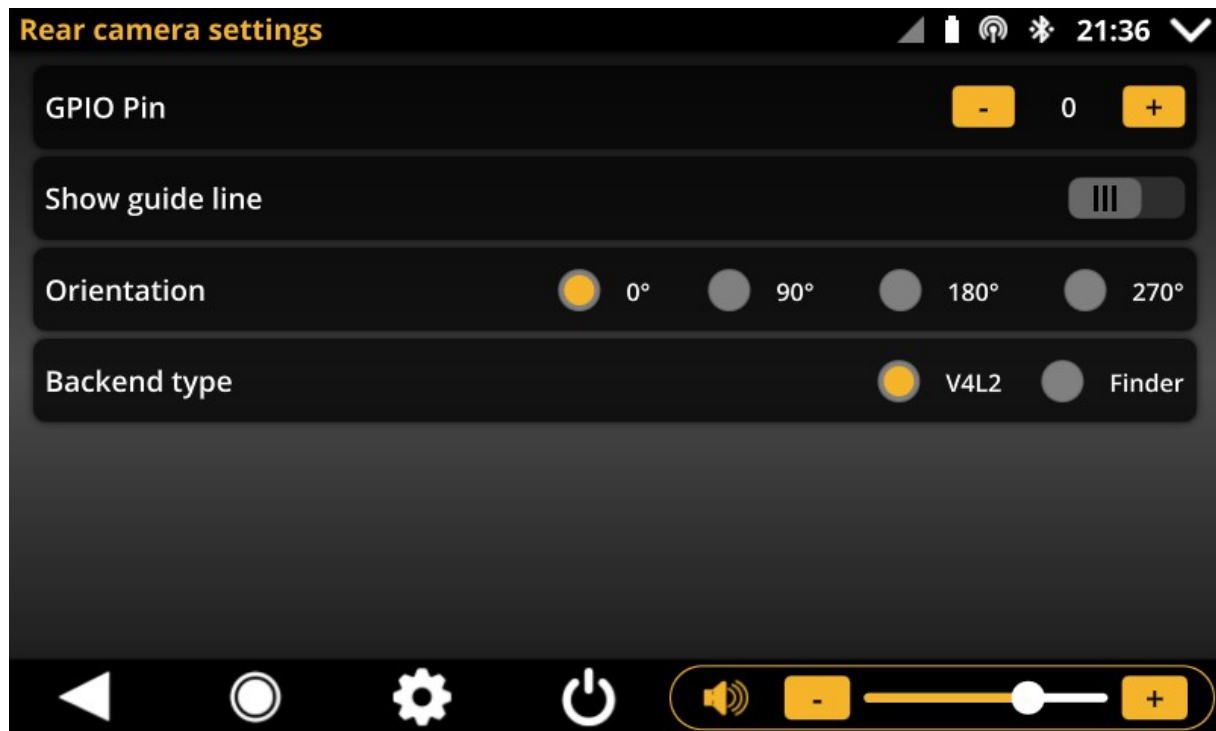 Rear camera settings 21:36
GPIO Pin - 0 +
Show guide line
Orientation 0° 90° 180° 270°
Backend type V4L2 Finder
- +